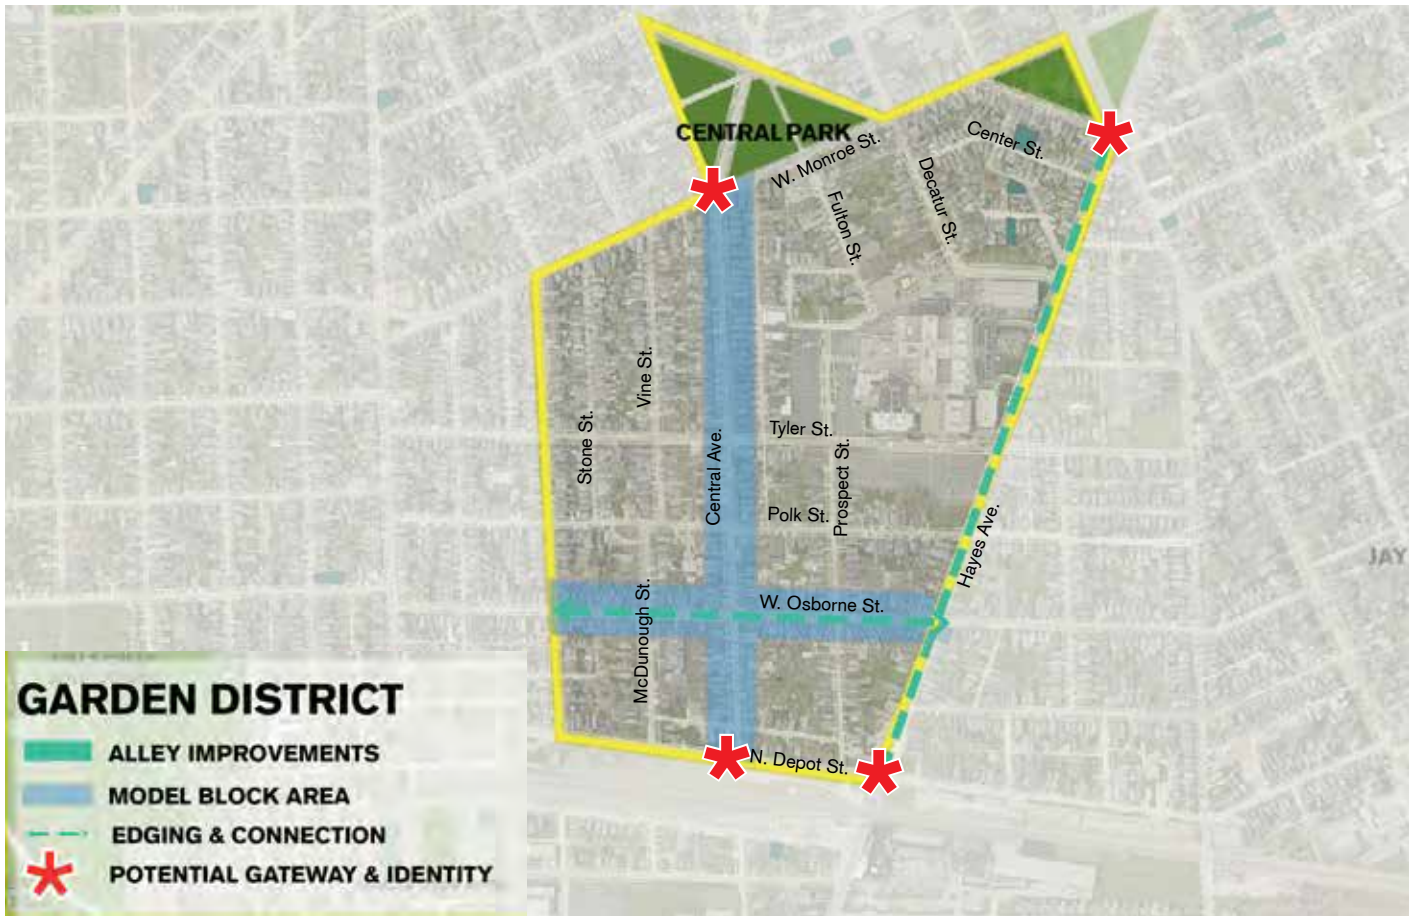 CENTRAL PARK
W. Monroe St.
Center St.
Decatur St.
Fulton St.
Vine St.
Stone St.
Central Ave.
Tyler St.
Prospect St.
Polk St.
Hayes Ave.
JAY
W. Osborne St.
McDunough St.
N. Depot St.
GARDEN DISTRICT
ALLEY IMPROVEMENTS
MODEL BLOCK AREA
EDGING & CONNECTION
POTENTIAL GATEWAY & IDENTITY